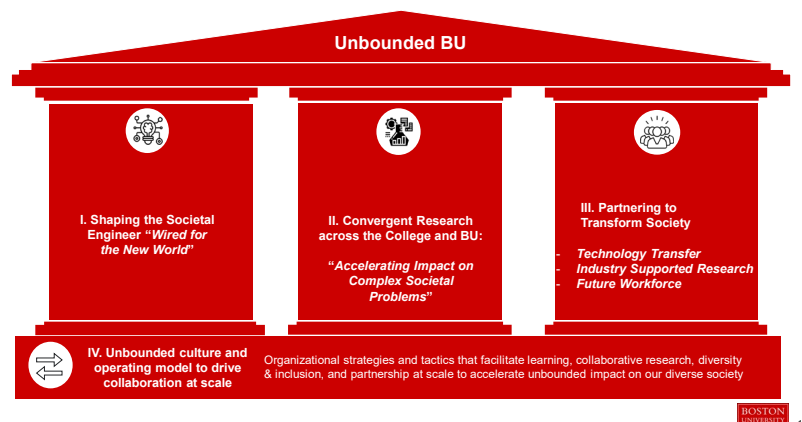 Unbounded BU
I. Shaping the Societal
Engineer “Wired for
the New World”
II. Convergent Research
across the College and BU:
“Accelerating Impact on
Complex Societal
Problems”
III. Partnering to
Transform Society
- Technology Transfer
- Industry Supported Research
- Future Workforce
IV. Unbounded culture and
operating model to drive
collaboration at scale
Organizational strategies and tactics that facilitate learning, collaborative research, diversity
& inclusion, and partnership at scale to accelerate unbounded impact on our diverse society
BOSTON
UNIVERSITY